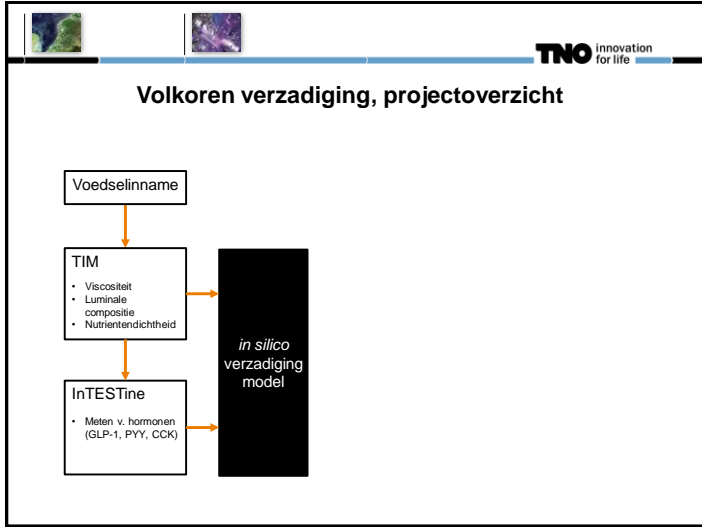 TNO innovation
for life
Volkoren verzadiging, projectoverzicht
Voedselinname
TIM
• Viscositeit
• Luminale
compositie
• Nutrientendichtheid
in silico
verzadiging
model
InTESTine
• Meten v. hormonen
(GLP-1, PYY, CCK)